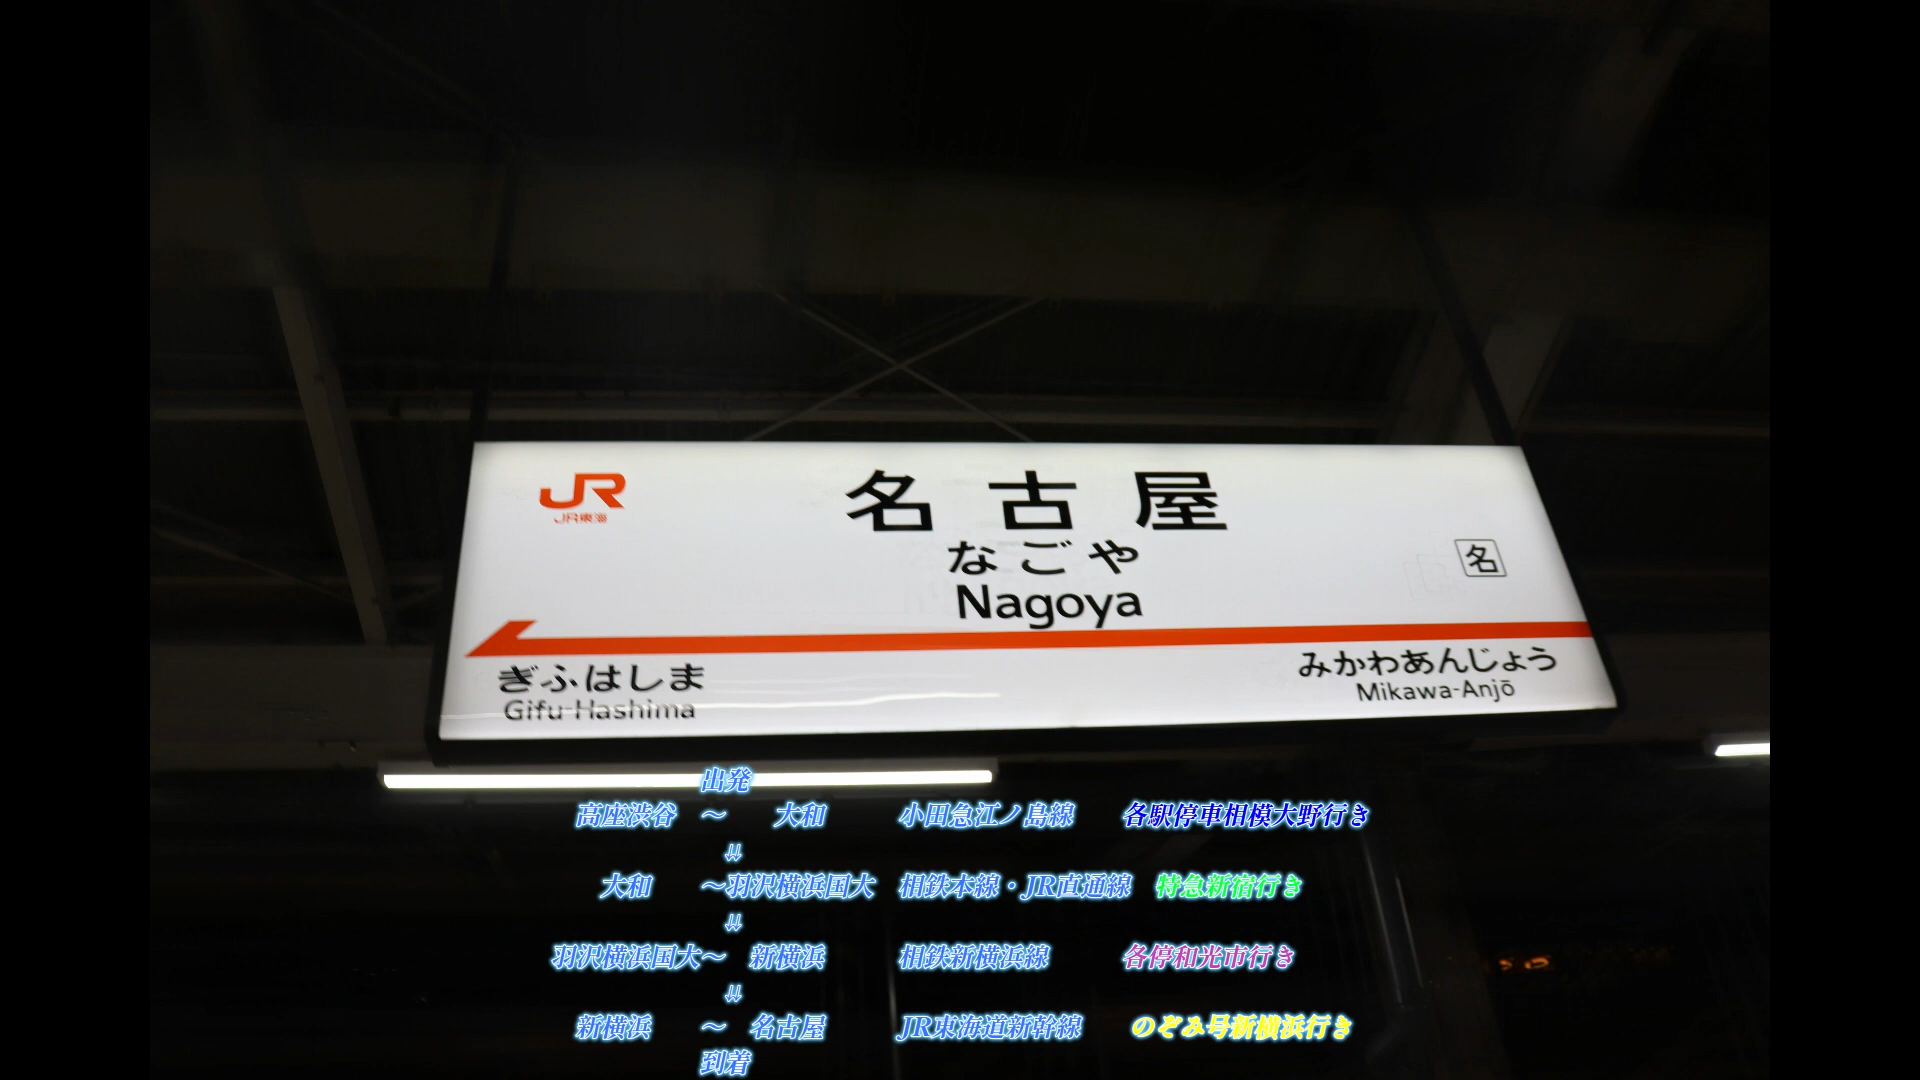 JR
JR東海
名古屋
なごや
名
Nagoya
ぎふはしま
Gifu-Hashima
みかわあんじょう
Mikawa-Anjō
出発
高座渋谷 ~ 大和 小田急江ノ島線 各駅停車相模大野行き
⇓
大和 ~羽沢横浜国大 相鉄本線・JR直通線 特急新宿行き
⇓
羽沢横浜国大~ 新横浜 相鉄新横浜線 各停和光市行き
⇓
新横浜 ~ 名古屋 JR東海道新幹線 のぞみ号新横浜行き
到着